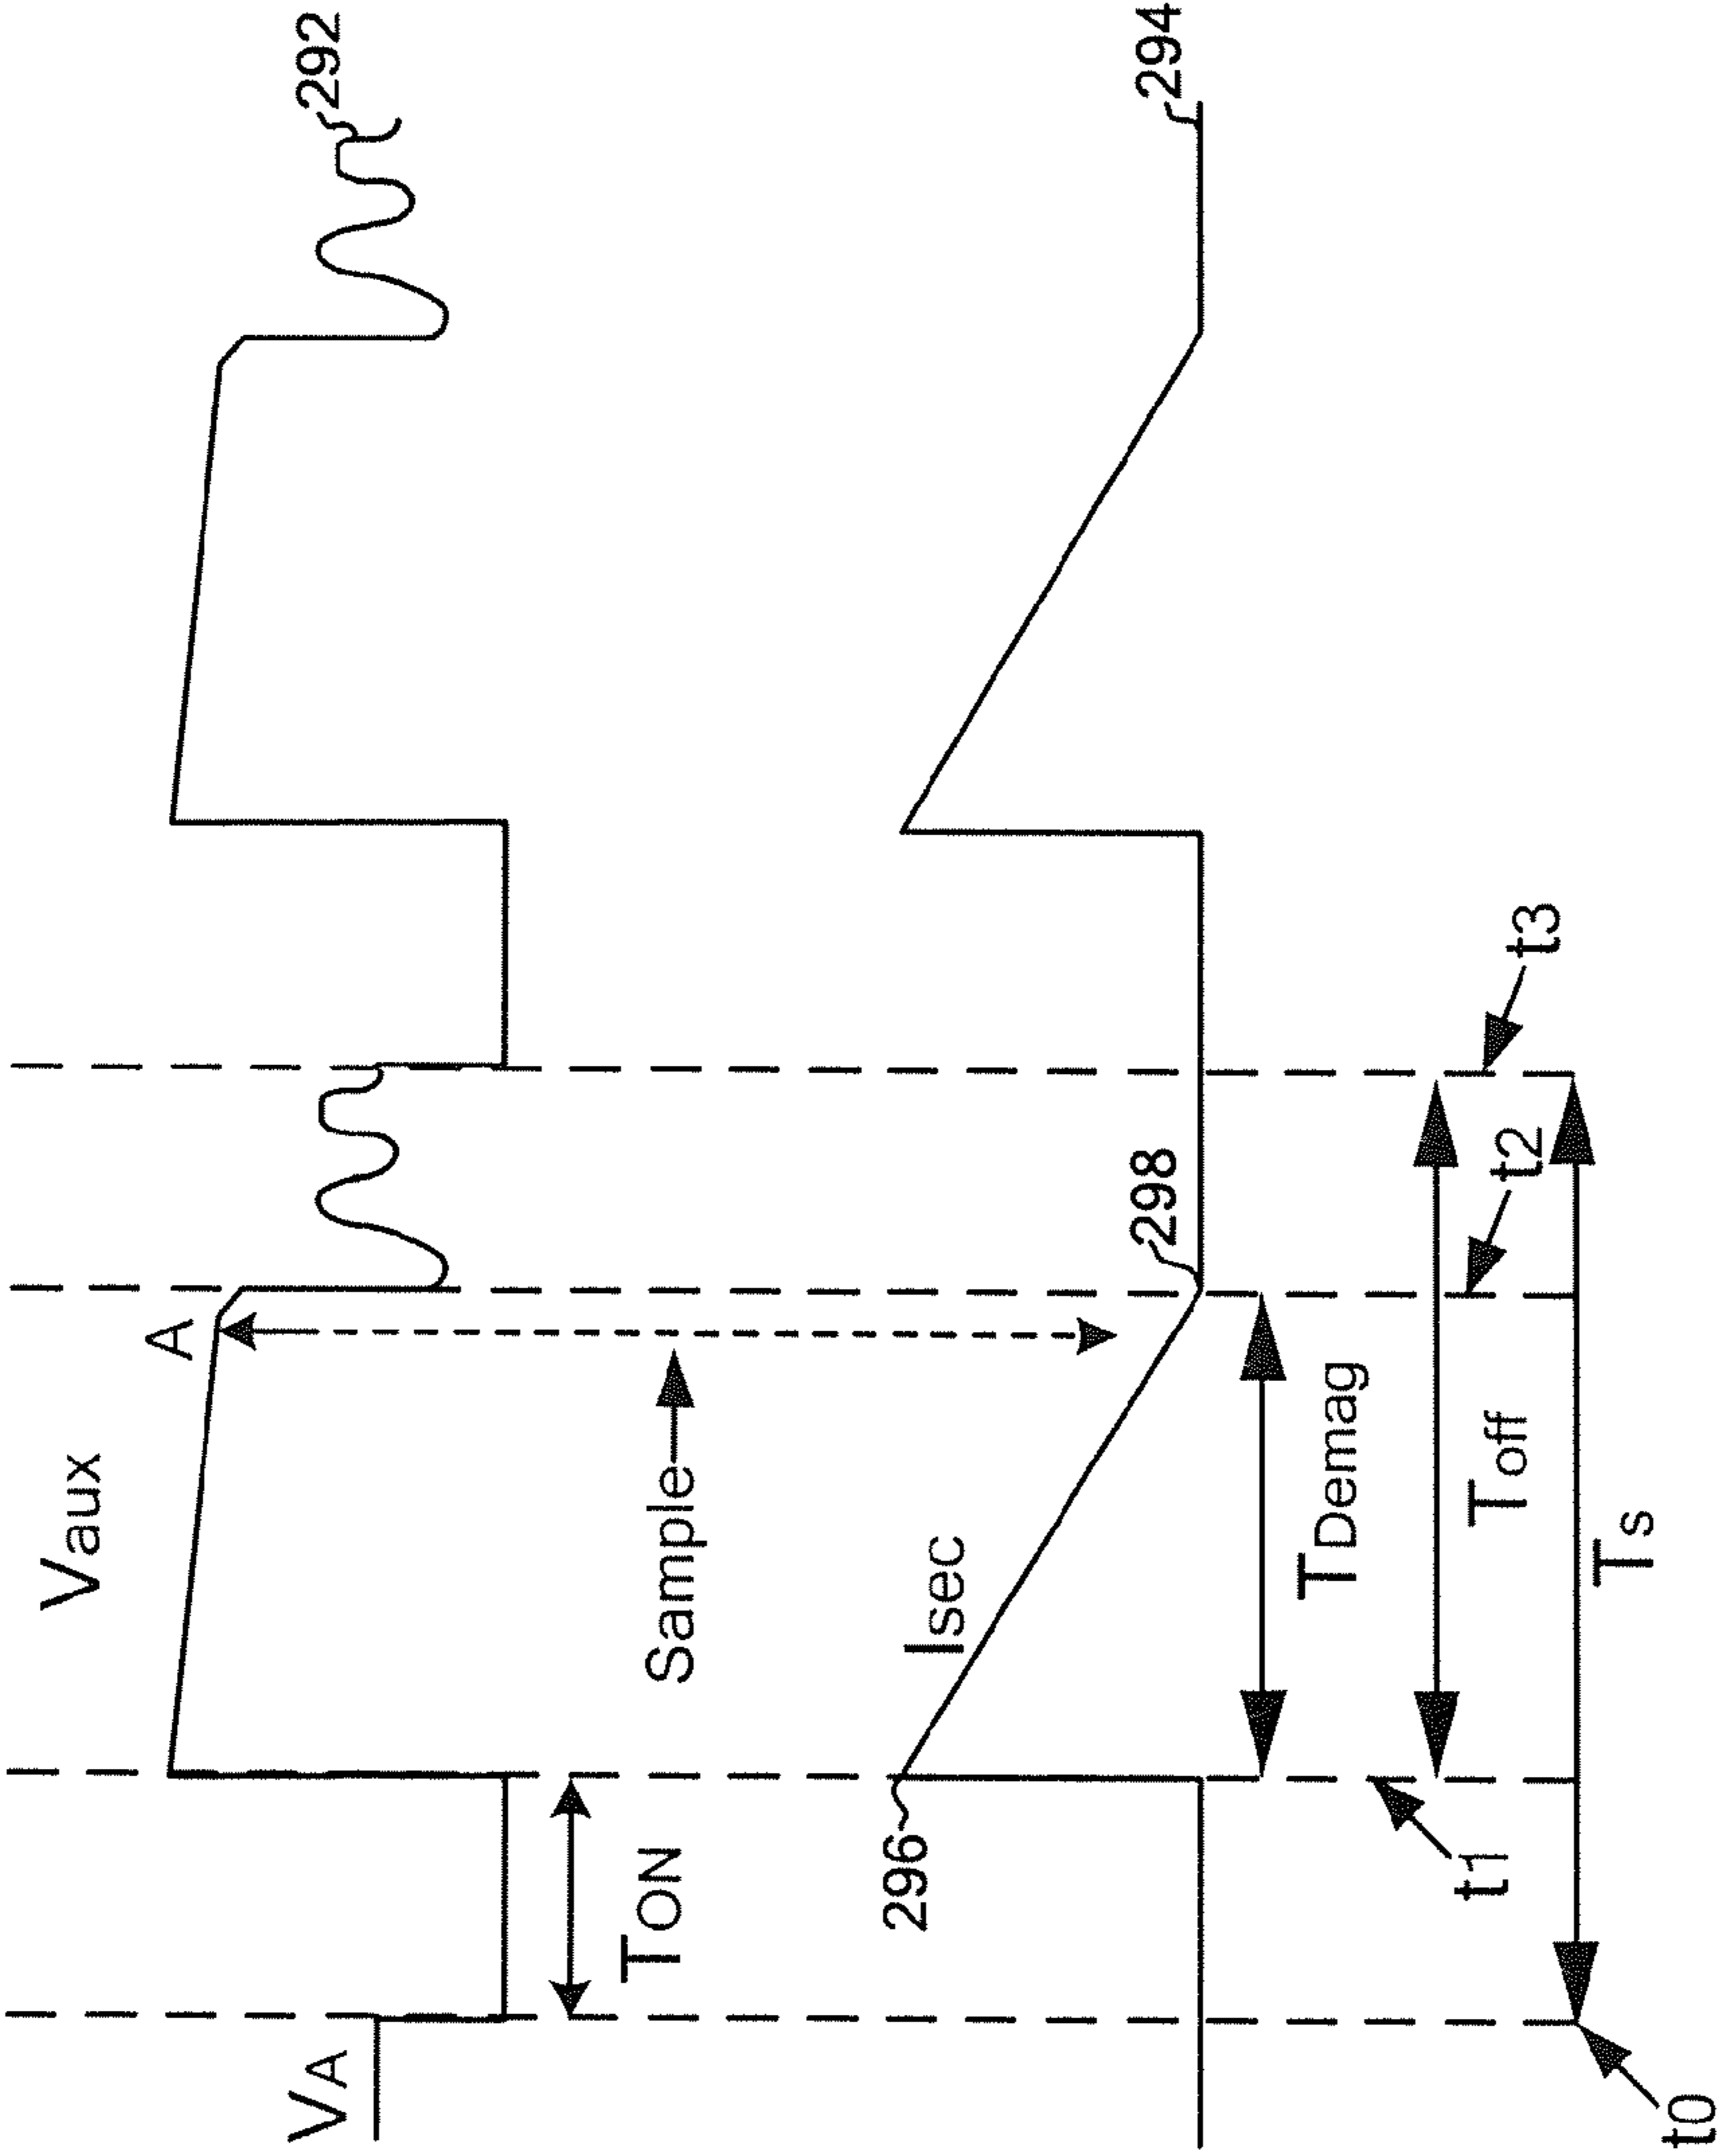 Vaux
292
A
VA
TON
Sample
Isec
294
296
298
TDemag
t1
t2
t3
Toff
Ts
t0